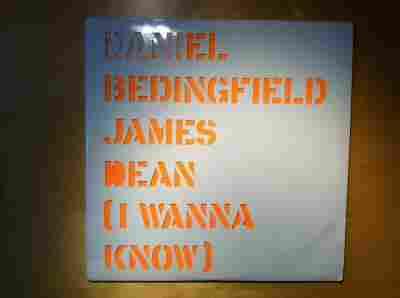 DANIEL
BEDINGFIELD
JAMES
DEAN
(I WANNA
KNOW)